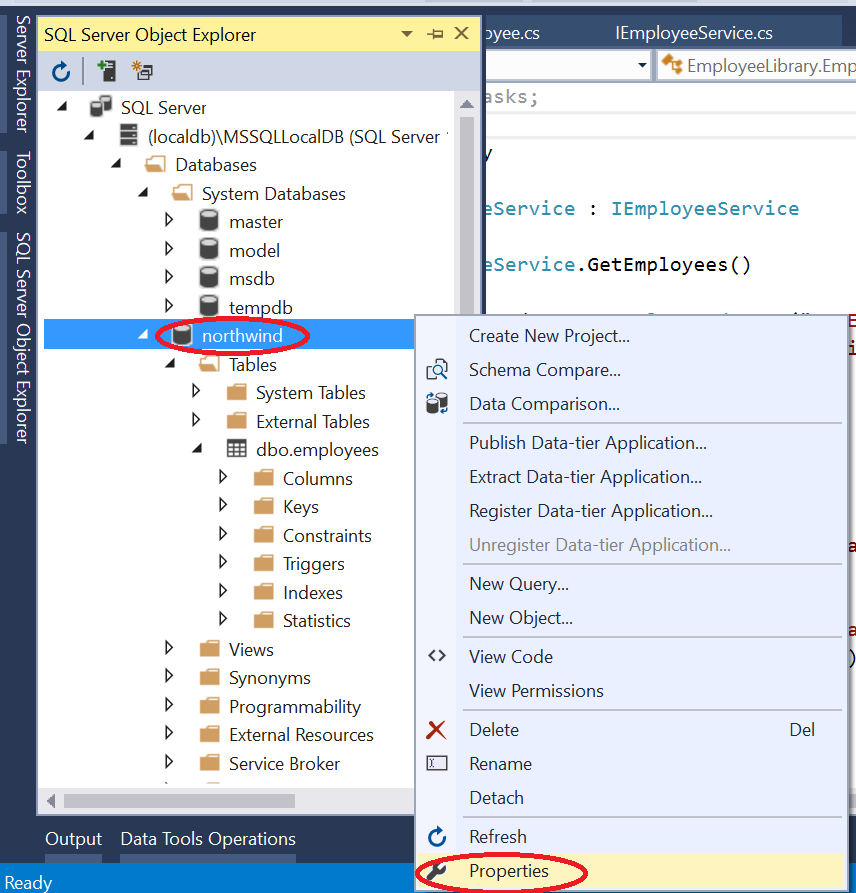 Server Explorer
Toolbox
SQL Server Object Explorer
SQL Server Object Explorer
SQL Server
(localdb)\MSSQLLocalDB (SQL Server
Databases
System Databases
master
model
msdb
tempdb
northwind
Tables
System Tables
External Tables
dbo.employees
Columns
Keys
Constraints
Triggers
Indexes
Statistics
Views
Synonyms
Programmability
External Resources
Service Broker
Output Data Tools Operations
Ready
yee.cs IEmployeeService.cs
EmployeeLibrary.Emp
asks;
y
eService : IEmployeeService
eService.GetEmployees()
Create New Project...
Schema Compare...
Data Comparison...
Publish Data-tier Application...
Extract Data-tier Application...
Register Data-tier Application...
Unregister Data-tier Application...
New Query...
New Object...
View Code
View Permissions
Delete Del
Rename
Detach
Refresh
Properties